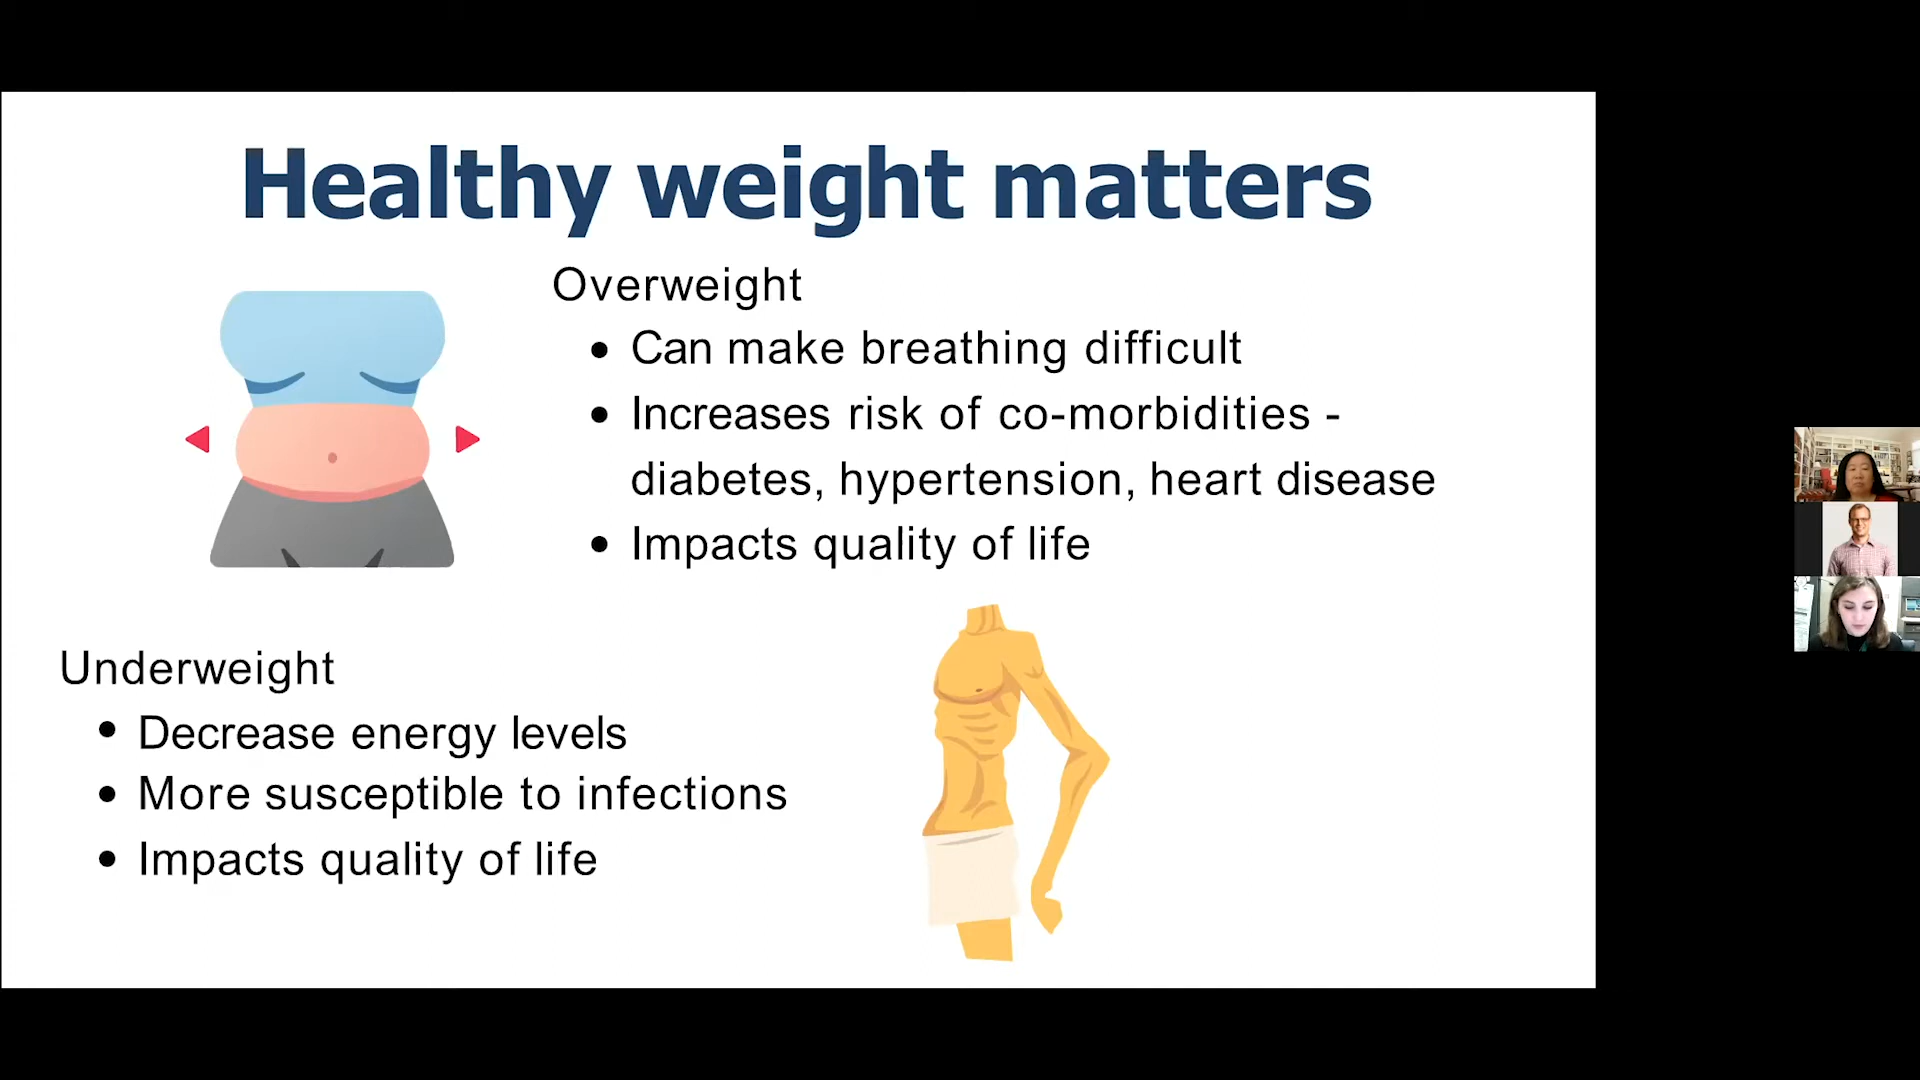 Healthy weight matters
Overweight
• Can make breathing difficult
• Increases risk of co-morbidities -
diabetes, hypertension, heart disease
• Impacts quality of life
Underweight
• Decrease energy levels
• More susceptible to infections
• Impacts quality of life